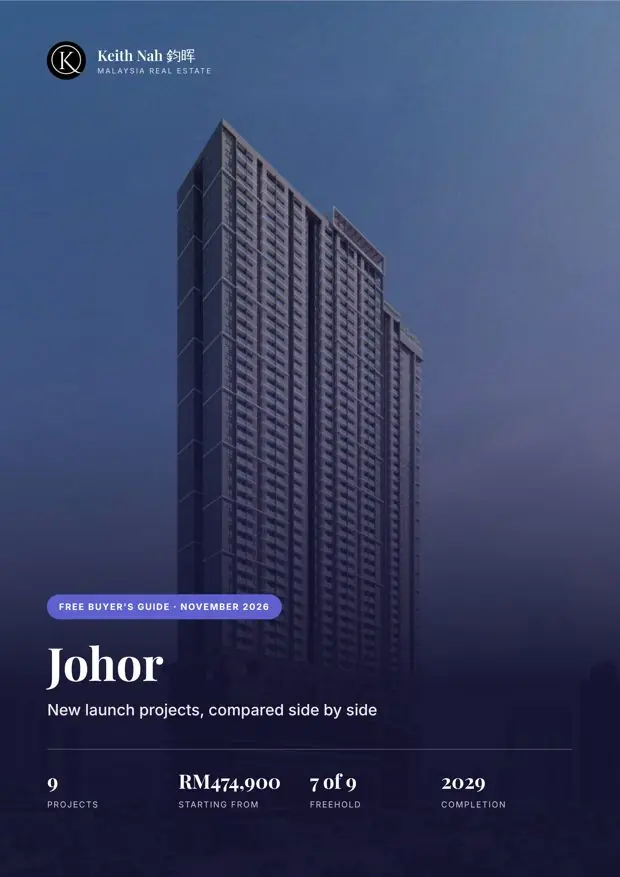 K
Keith Nah 鈞晖
MALAYSIA REAL ESTATE
FREE BUYER'S GUIDE · NOVEMBER 2026
Johor
New launch projects, compared side by side
9
PROJECTS
RM474,900
STARTING FROM
7 of 9
FREEHOLD
2029
COMPLETION